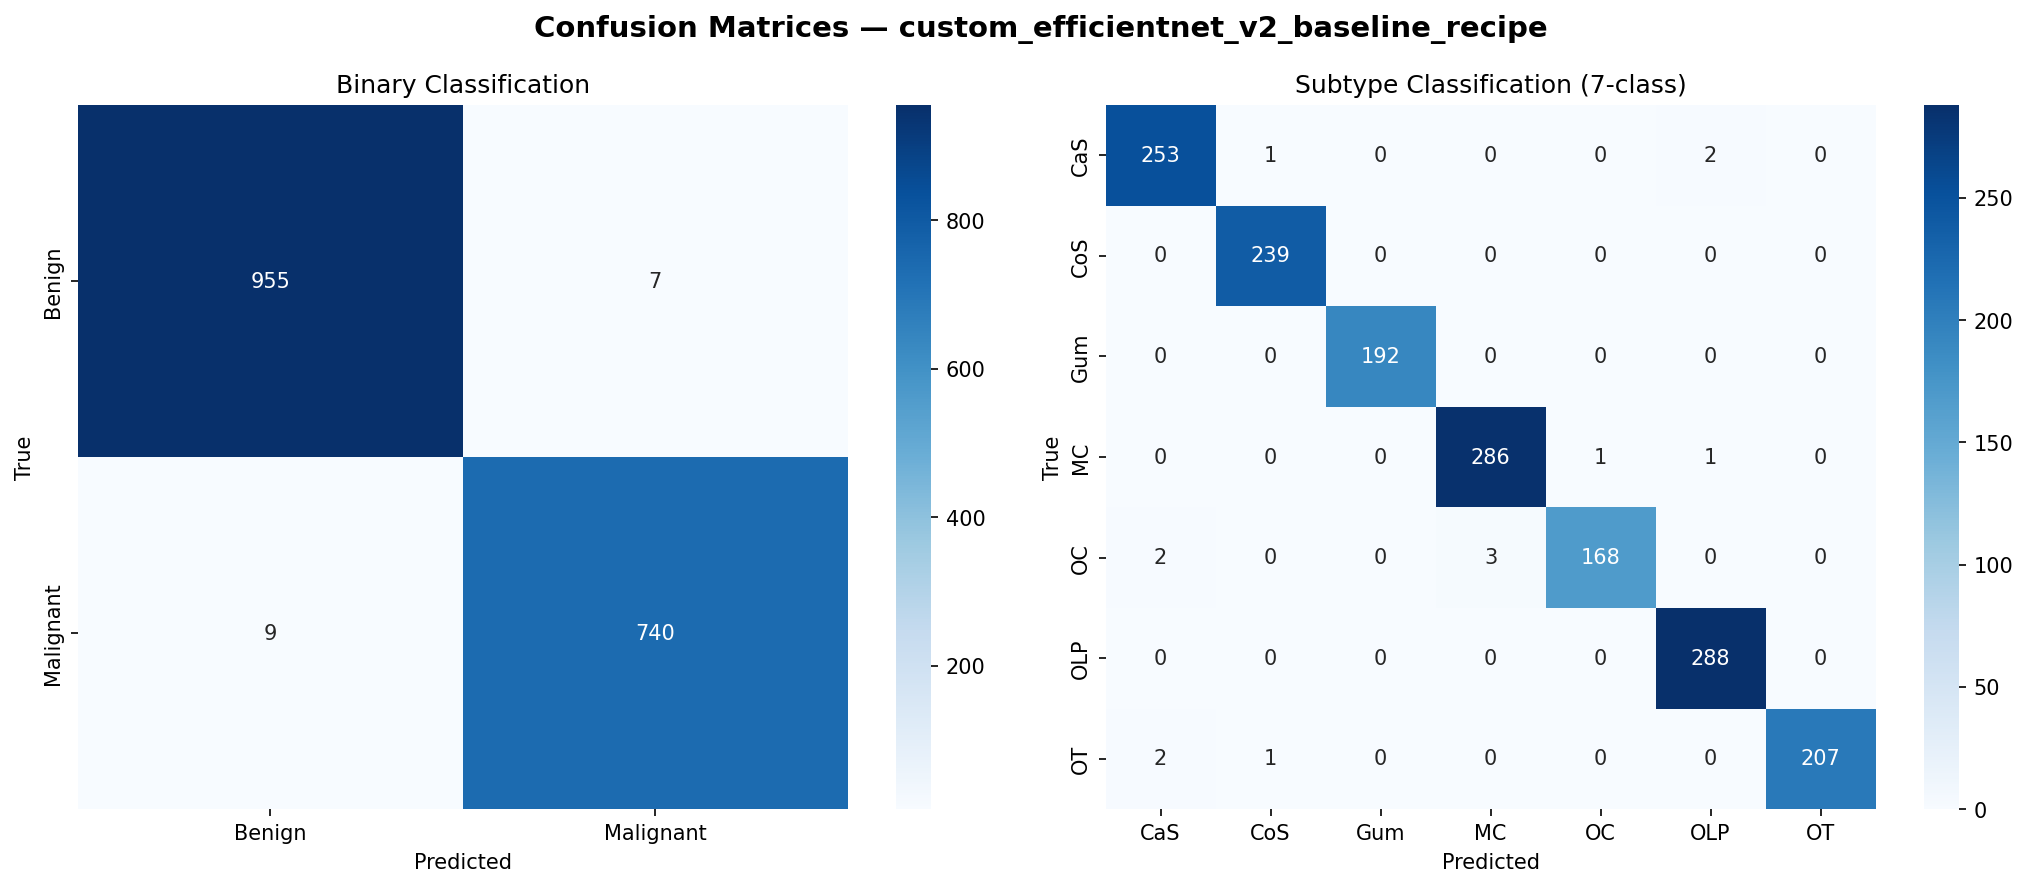 Confusion Matrices — custom_efficientnet_v2_baseline_recipe
Binary Classification
True
Benign
955
7
Malignant
9
740
Benign
Malignant
Predicted
800
600
400
200
Subtype Classification (7-class)
True
CaS
253 1 0 0 0 2 0
CoS
0 239 0 0 0 0 0
Gum
0 0 192 0 0 0 0
MC
0 0 0 286 1 1 0
OC
2 0 0 3 168 0 0
OLP
0 0 0 0 0 288 0
OT
2 1 0 0 0 0 207
CaS CoS Gum MC OC OLP OT
Predicted
250
200
150
100
50
0